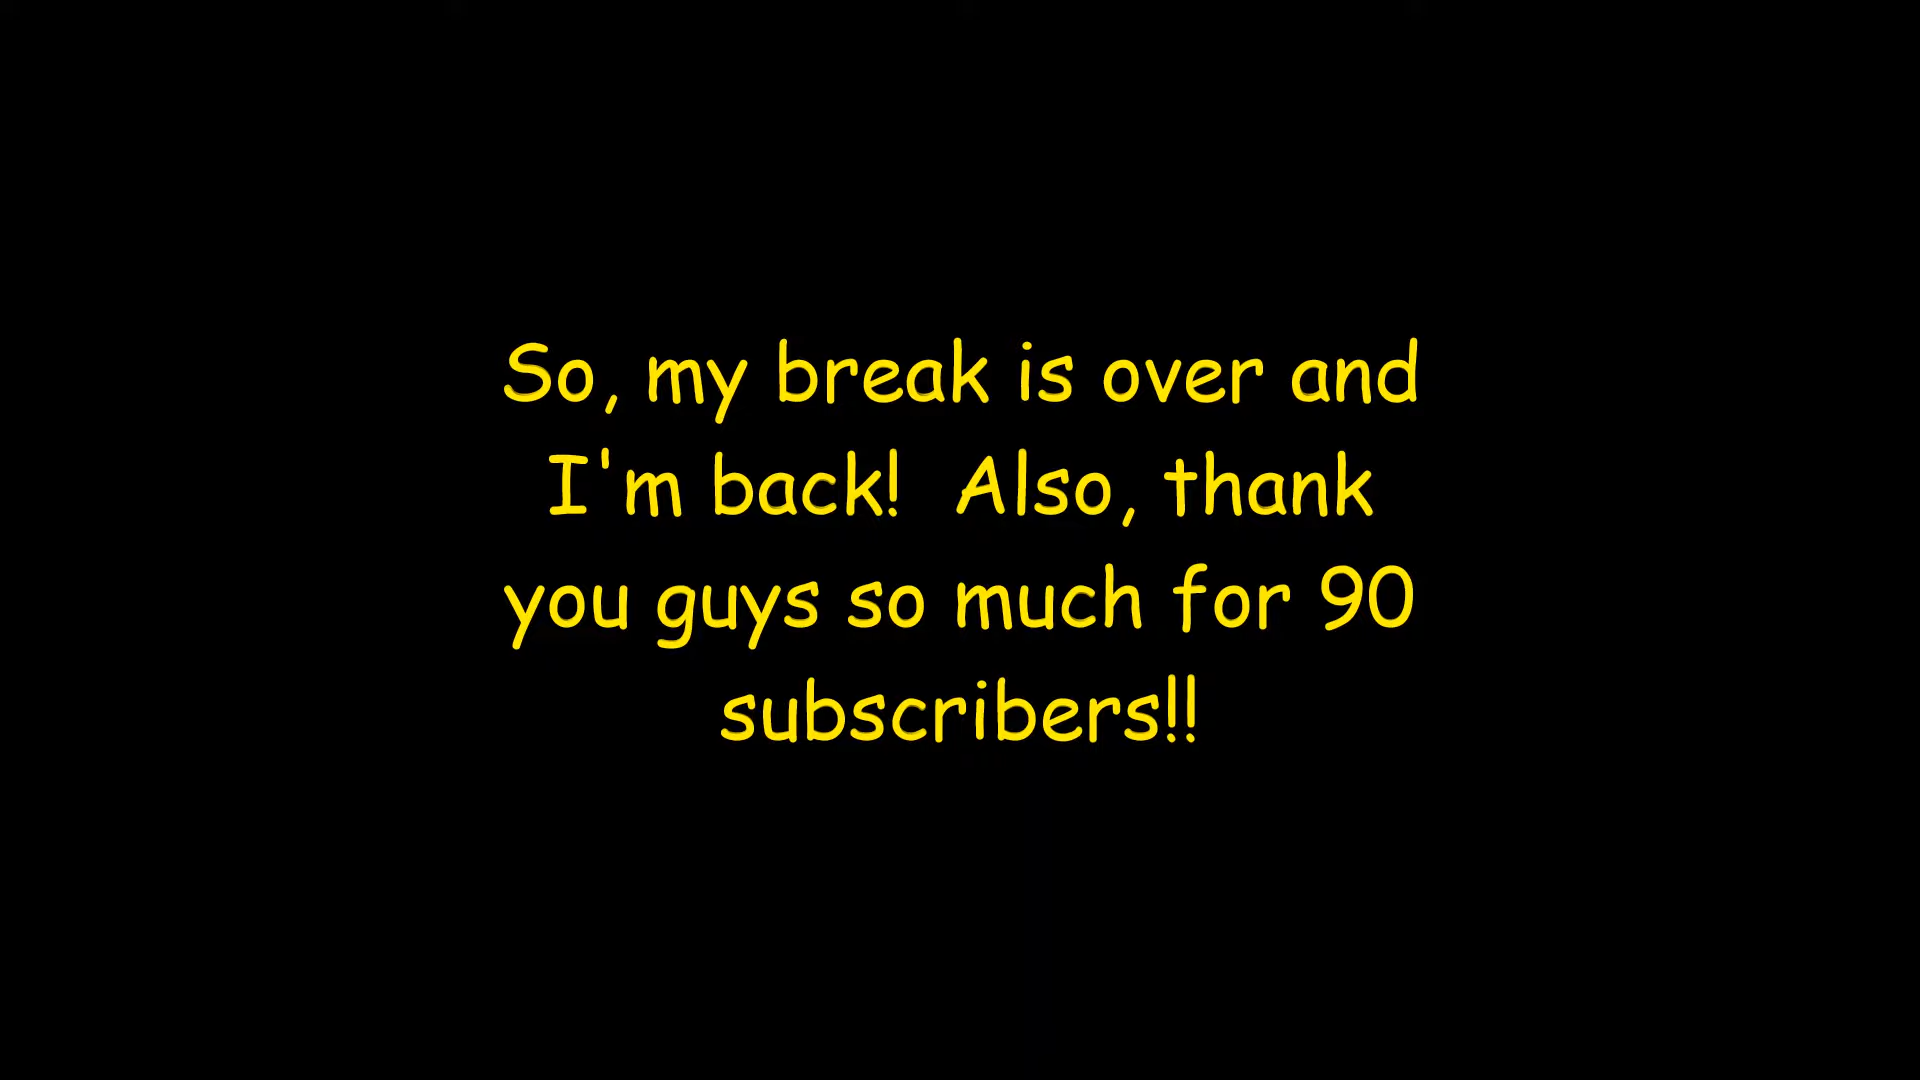 So, my break is over and
I'm back!  Also, thank
you guys so much for 90
subscribers!!